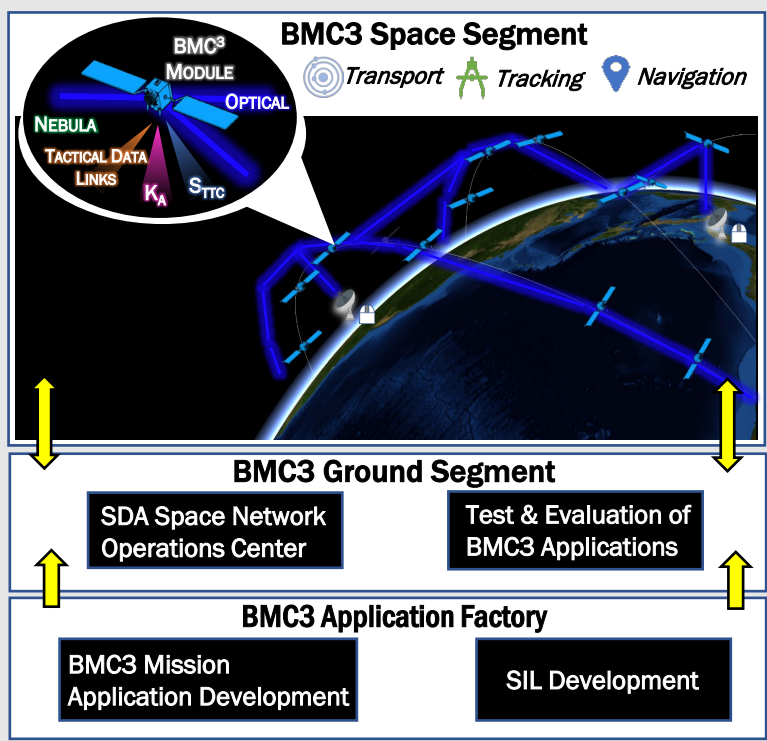 BMC3 Space Segment
Transport Tracking Navigation
BMC³
MODULE
OPTICAL
NEBULA
TACTICAL DATA
LINKS
KA
STTC
BMC3 Ground Segment
SDA Space Network
Operations Center
Test & Evaluation of
BMC3 Applications
BMC3 Application Factory
BMC3 Mission
Application Development
SIL Development